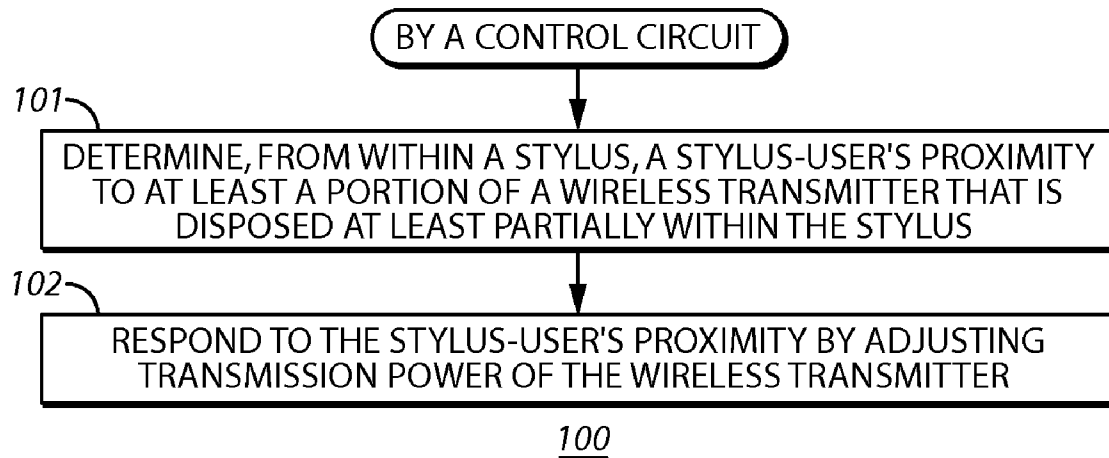 BY A CONTROL CIRCUIT
101
DETERMINE, FROM WITHIN A STYLUS, A STYLUS-USER'S PROXIMITY
TO AT LEAST A PORTION OF A WIRELESS TRANSMITTER THAT IS
DISPOSED AT LEAST PARTIALLY WITHIN THE STYLUS
102
RESPOND TO THE STYLUS-USER'S PROXIMITY BY ADJUSTING
TRANSMISSION POWER OF THE WIRELESS TRANSMITTER
100